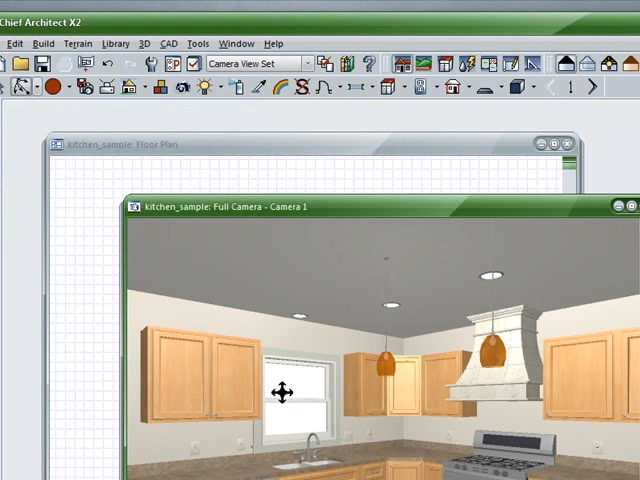 Chief Architect X2
Edit Build Terrain Library 3D CAD Tools Window Help
Camera View Set
1
kitchen_sample: Floor Plan
kitchen_sample: Full Camera - Camera 1